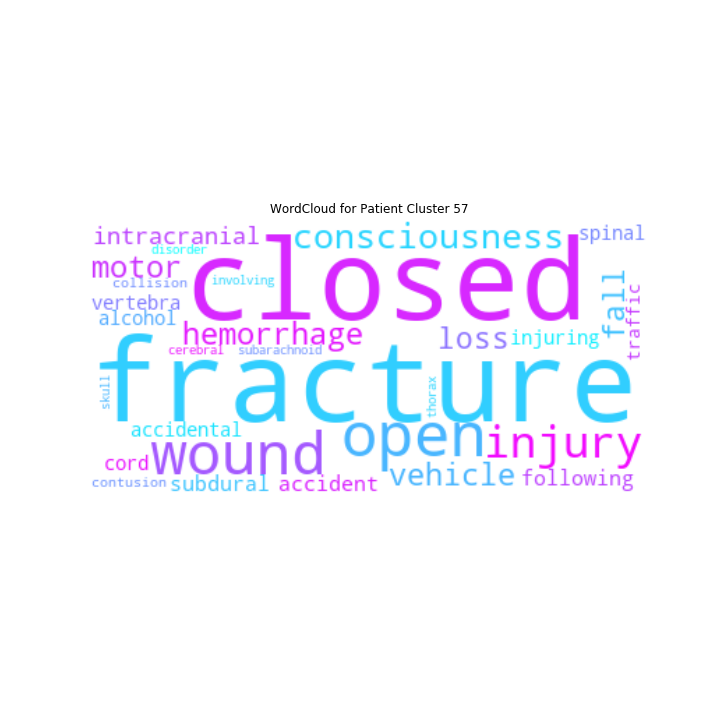 WordCloud for Patient Cluster 57
intracranial
consciousness
spinal
disorder
closed
motor
collision
involving
fall
vertebra
traffic
alcohol
hemorrhage
loss
injuring
cerebral
subarachnoid
fracture
skull
thorax
accidental
open
injury
wound
cord
vehicle
following
contusion
subdural
accident